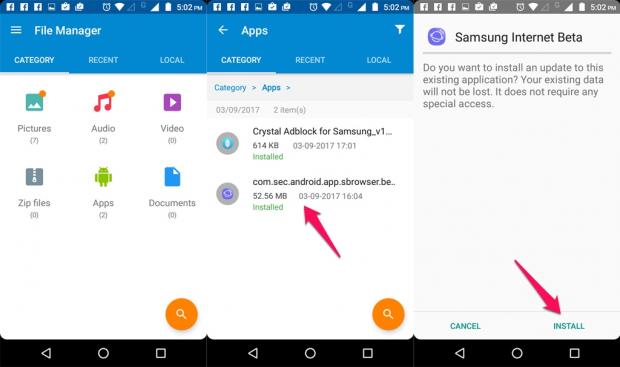 5:02 PM
File Manager
CATEGORY RECENT LOCAL
Pictures Audio Video
(7) (2) (0)
Zip files Apps Documents
(0) (2) (0)
5:02 PM
Apps
CATEGORY RECENT LOCAL
Category > Apps >
03/09/2017 2 item(s)
Crystal Adblock for Samsung_v1...
614 KB 03-09-2017 17:01
Installed
com.sec.android.app.sbrowser.be..
52.56 MB 03-09-2017 16:04
Installed
5:02 PM
Samsung Internet Beta
Do you want to install an update to this
existing application? Your existing data
will not be lost. It does not require any
special access.
CANCEL INSTALL